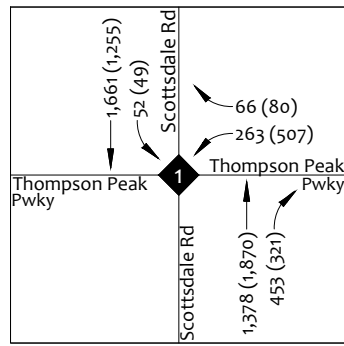 1,661 (1,255)
52 (49)
Scottsdale Rd
66 (80)
263 (507)
Thompson Peak
Pwky
1
Thompson Peak
Pwky
Scottsdale Rd
1,378 (1,870)
453 (321)